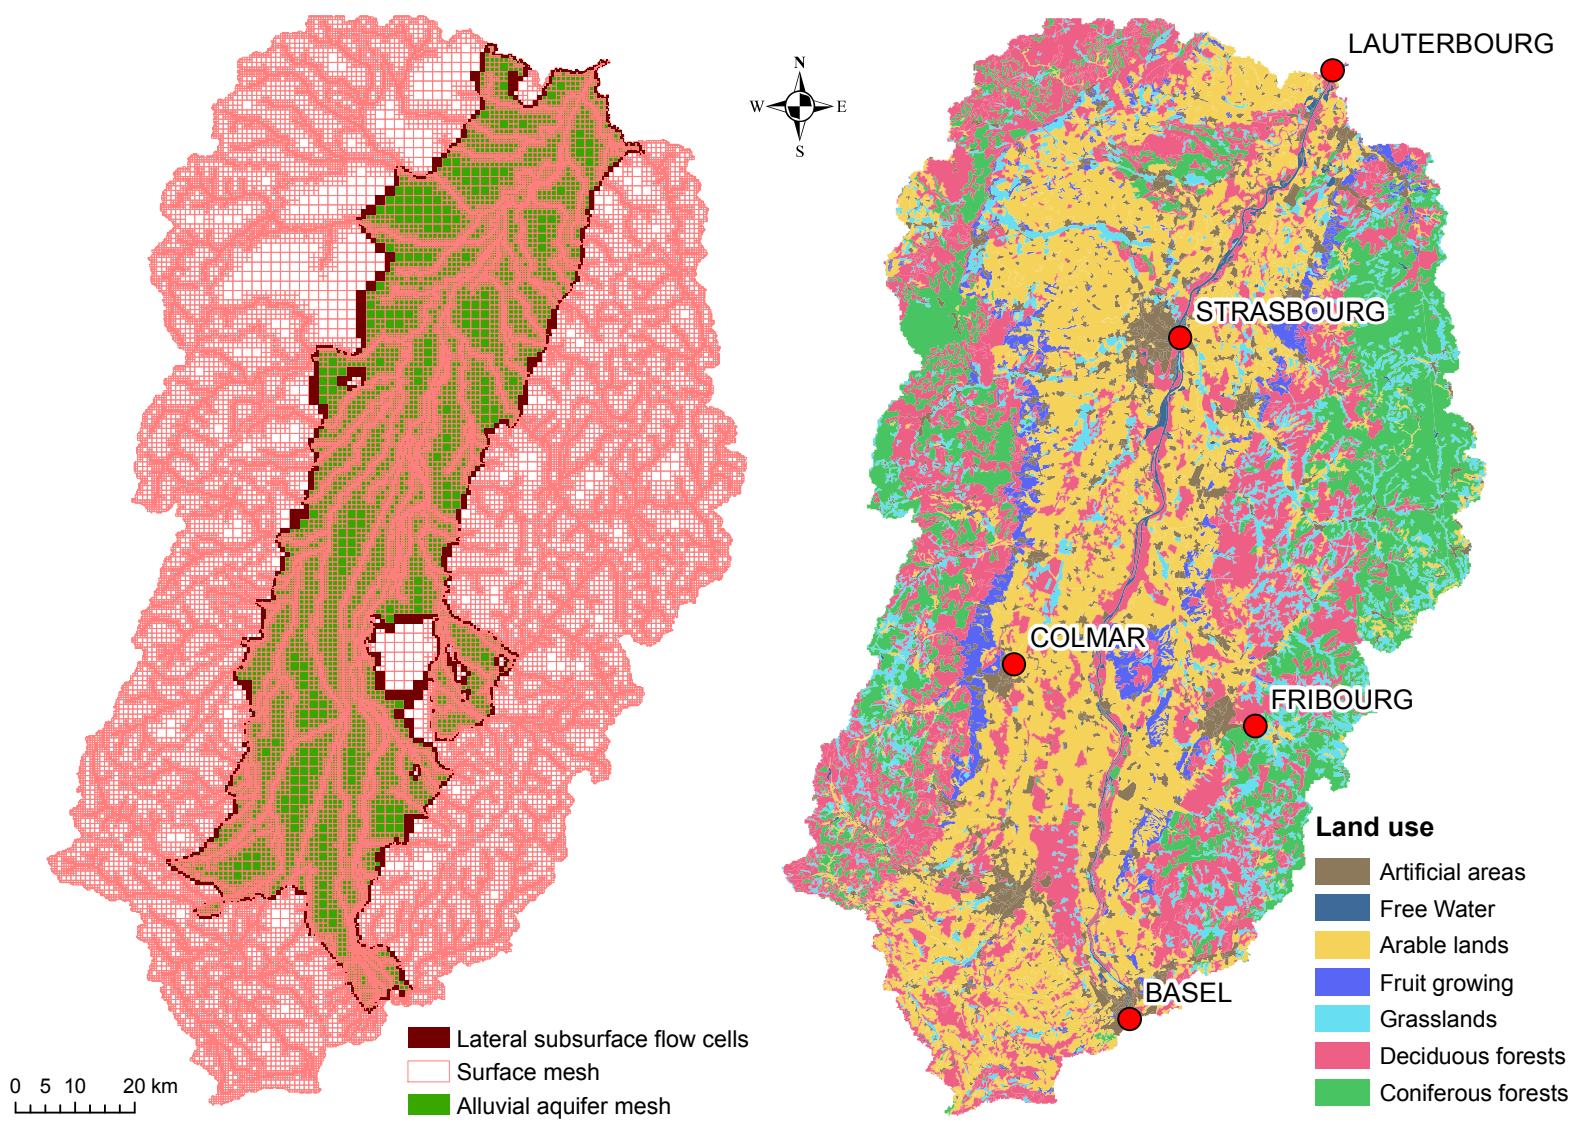 N
W E
S
LAUTERBOURG
STRASBOURG
COLMAR
FRIBOURG
BASEL
Lateral subsurface flow cells
Surface mesh
Alluvial aquifer mesh
0 5 10 20 km
Land use
Artificial areas
Free Water
Arable lands
Fruit growing
Grasslands
Deciduous forests
Coniferous forests